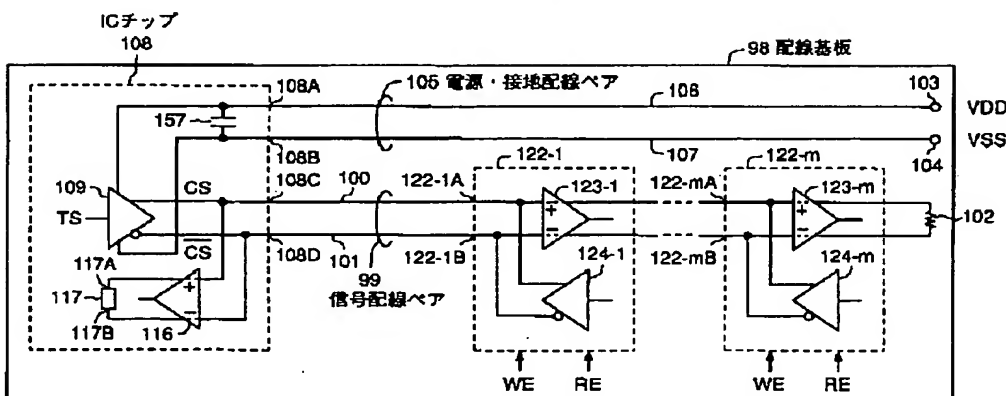 ICチップ
108
98 配線基板
105 電源・接地配線ペア
108A
106
103
VDD
157
108B
107
104
VSS
122-1
122-m
109
CS
108C
100
122-1A
123-1
122-mA
123-m
TS
102
CS
108D
101
122-1B
99
信号配線ペア
124-1
122-mB
124-m
117A
117
117B
116
+
−
+
−
+
−
WE
RE
WE
RE